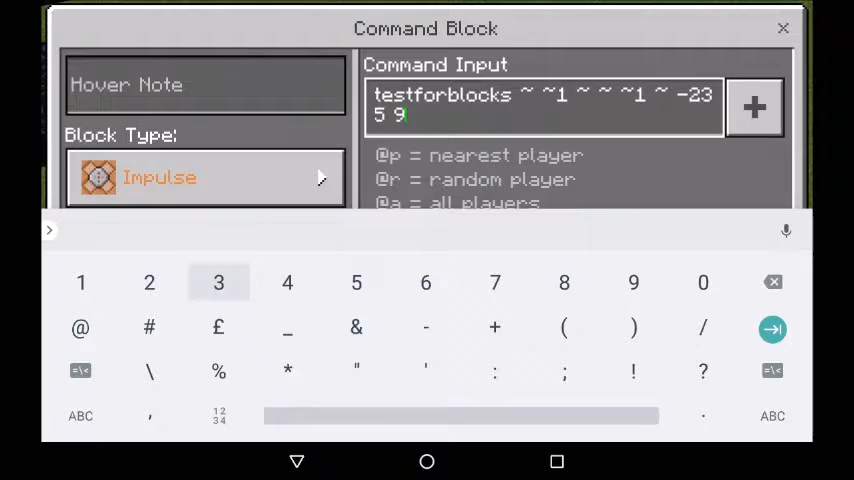 Command Block
Hover Note
Block Type:
Impulse
Command Input
testforblocks ~ ~1 ~ ~ ~1 ~ -23
5 9
@p = nearest player
@r = random player
@a = all players
1 2 3 4 5 6 7 8 9 0
@ # £ _ & - + ( ) /
=\< \ % * " ' : ; ! ? =\<
ABC , 12 . ABC
34